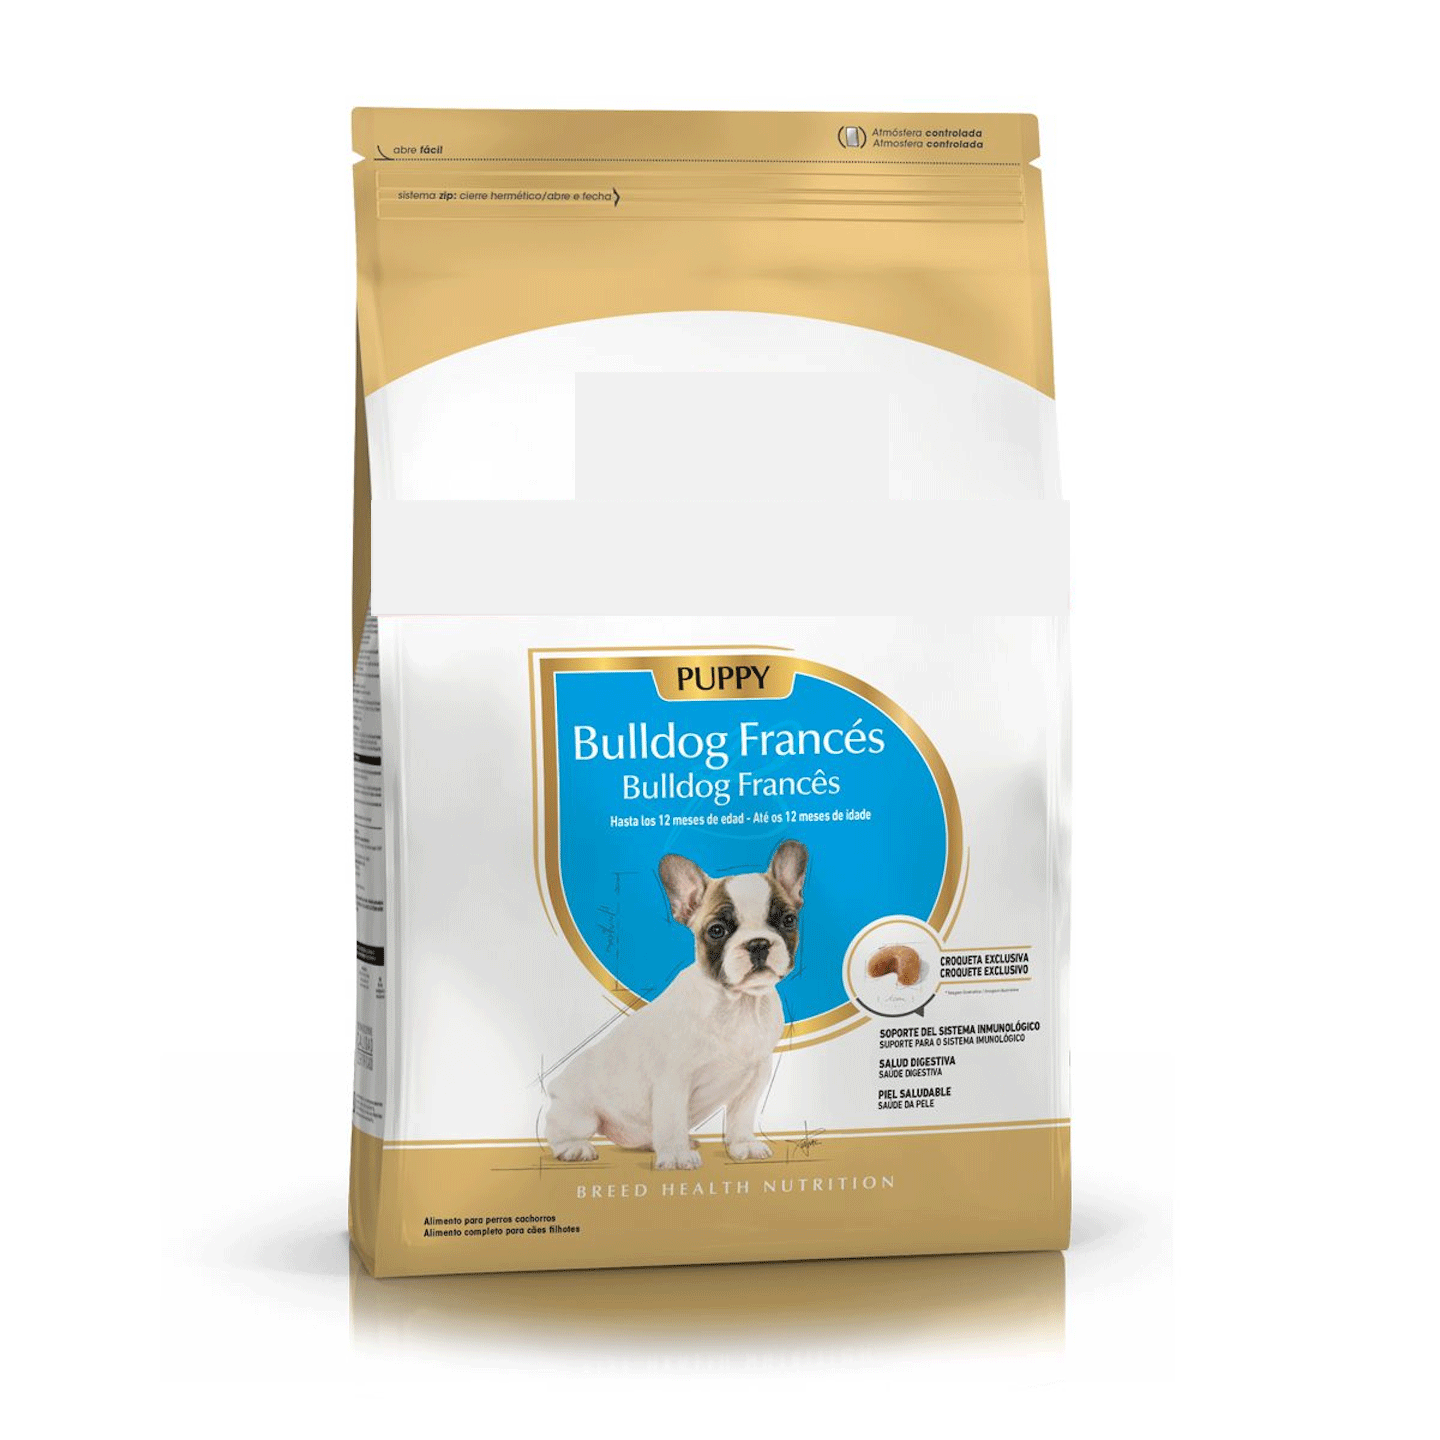 abre fácil
Atmósfera controlada
Atmosfera controlada
sistema zip: cierre hermético/abre e fecha
PUPPY
Bulldog Francés
Bulldog Francês
Hasta los 12 meses de edad - Até os 12 meses de idade
CROQUETA EXCLUSIVA
CROQUETE EXCLUSIVO
SOPORTE DEL SISTEMA INMUNOLÓGICO
SUPORTE PARA O SISTEMA IMUNOLÓGICO
SALUD DIGESTIVA
SAÚDE DIGESTIVA
PIEL SALUDABLE
SAÚDE DA PELE
BREED HEALTH NUTRITION
Alimento para perros cachorros
Alimento completo para cães filhotes